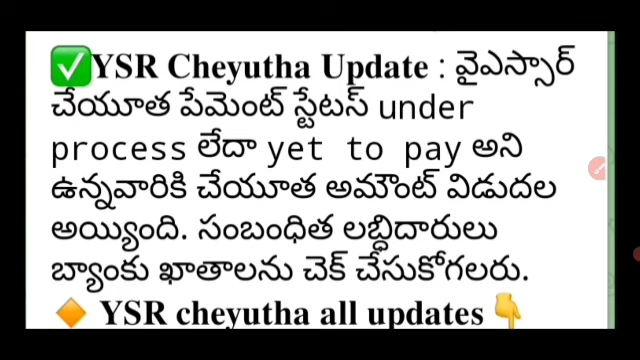 ✅YSR Cheyutha Update : వైఎస్సార్
చేయూత పేమెంట్ స్టేటస్ under
process లేదా yet to pay అని
ఉన్నవారికి చేయూత అమౌంట్ విడుదల
అయ్యింది. సంబంధిత లబ్ధిదారులు
బ్యాంకు ఖాతాలను చెక్ చేసుకోగలరు.
🔶 YSR cheyutha all updates 👇